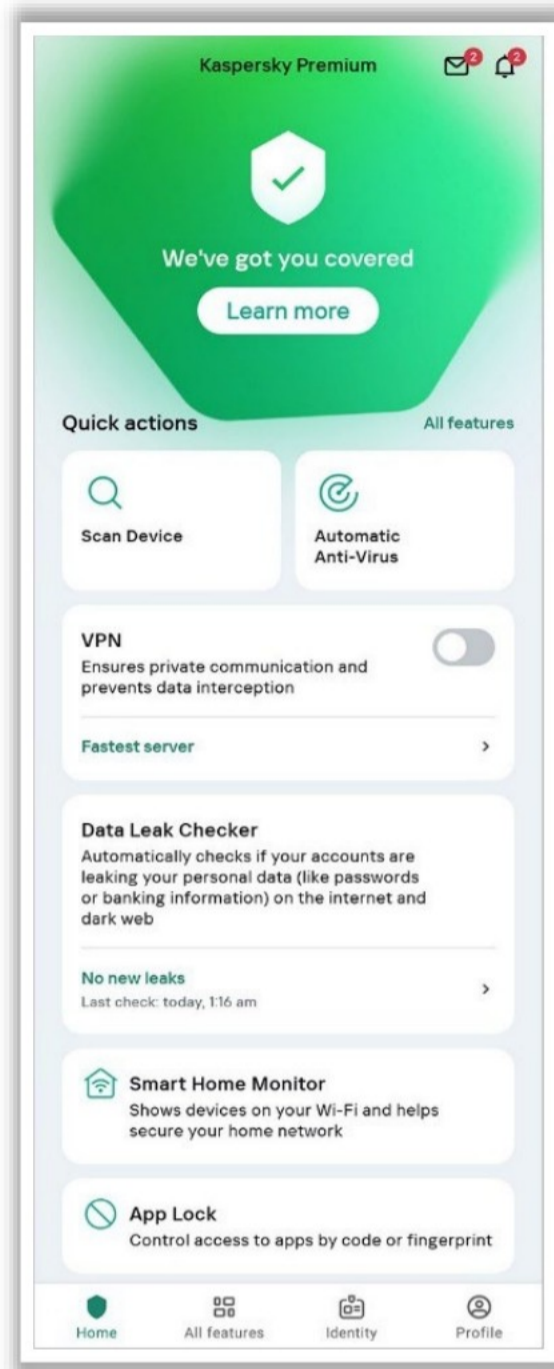 Kaspersky Premium
2
2
We've got you covered
Learn more
Quick actions
All features
Scan Device
Automatic
Anti-Virus
VPN
Ensures private communication and
prevents data interception
Fastest server
Data Leak Checker
Automatically checks if your accounts are
leaking your personal data (like passwords
or banking information) on the internet and
dark web
No new leaks
Last check: today, 1:16 am
Smart Home Monitor
Shows devices on your Wi-Fi and helps
secure your home network
App Lock
Control access to apps by code or fingerprint
Home
All features
Identity
Profile